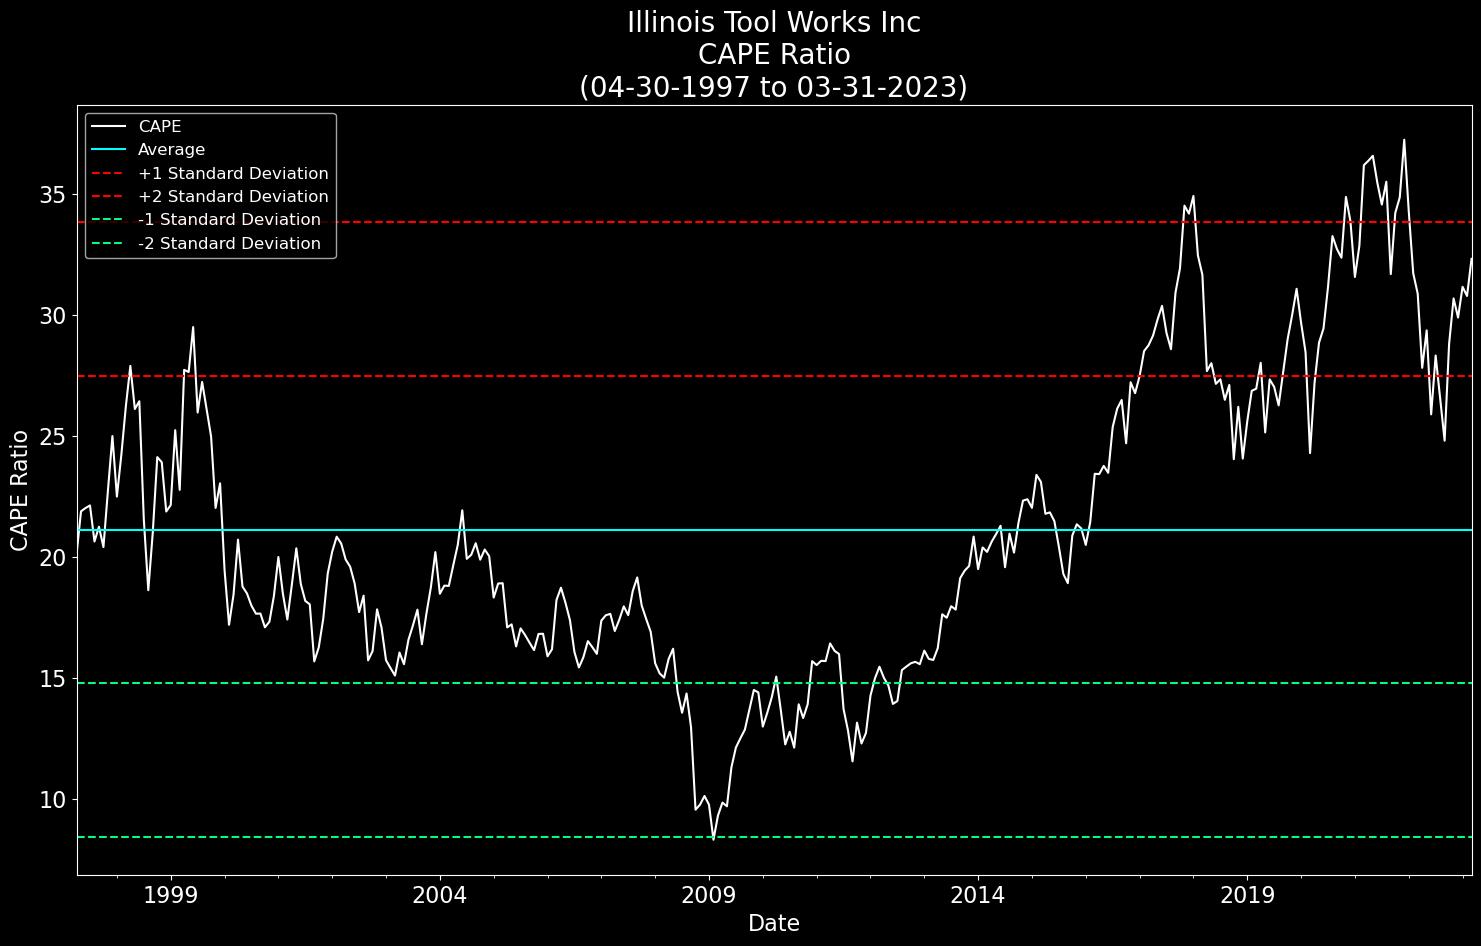 Illinois Tool Works Inc
CAPE Ratio
(04-30-1997 to 03-31-2023)
CAPE
Average
+1 Standard Deviation
+2 Standard Deviation
-1 Standard Deviation
-2 Standard Deviation
CAPE Ratio
35
30
25
20
15
10
1999
2004
2009
2014
2019
Date